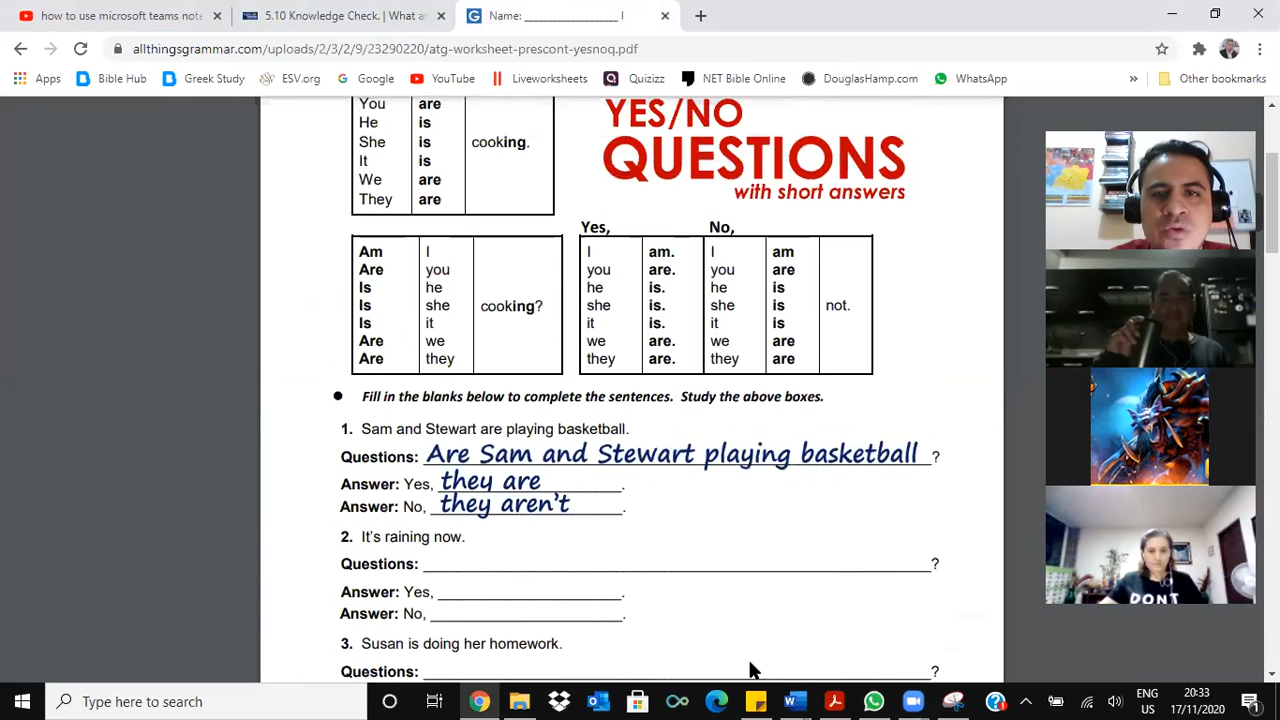 how to use microsoft teams note
5.10 Knowledge Check. | What ar
Name: ____________________ I
allthingsgrammar.com/uploads/2/3/2/9/23290220/atg-worksheet-prescont-yesnoq.pdf
Apps Bible Hub Greek Study ESV.org Google YouTube Liveworksheets Quizizz NET Bible Online DouglasHamp.com WhatsApp » Other bookmarks
You are
He is
She is cooking.
It is
We are
They are
YES/NO
QUESTIONS
with short answers
Yes, No,
Am I
Are you
Is he
Is she cooking?
Is it
Are we
Are they
I am. I am
you are. you are
he is. he is
she is. she is not.
it is. it is
we are. we are
they are. they are
Fill in the blanks below to complete the sentences. Study the above boxes.
1. Sam and Stewart are playing basketball.
Questions: Are Sam and Stewart playing basketball ?
Answer: Yes, they are .
Answer: No, they aren't .
2. It's raining now.
Questions: ?
Answer: Yes, .
Answer: No, .
3. Susan is doing her homework.
Questions: ?
DONT
Type here to search
ENG
IGN
20:33
17/11/2020